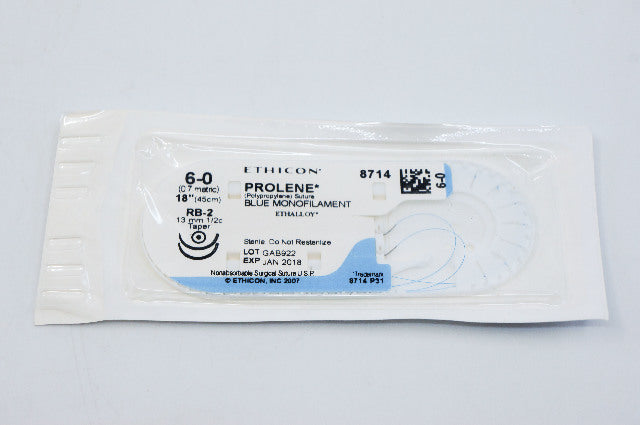 ETHICON*
6-0
(0.7 metric)
18" (45cm)
RB-2
13 mm 1/2c
Taper
PROLENE*
(Polypropylene) Suture
BLUE MONOFILAMENT
ETHALLOY*
8714
6-0
Sterile. Do Not Resterilize
LOT GAB922
EXP JAN 2018
Nonabsorbable Surgical Suture U.S.P.
© ETHICON, INC 2007
*Trademark
8714 P31